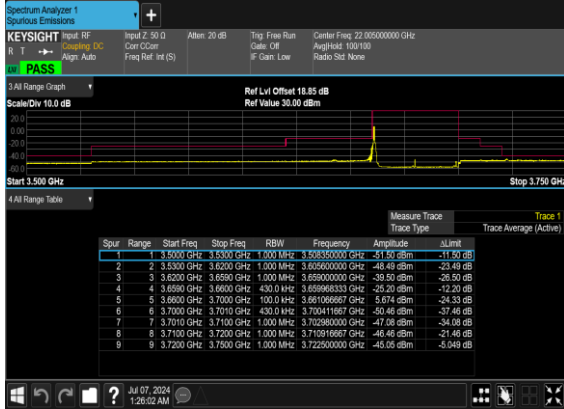 Spectrum Analyzer 1
Spurious Emissions
KEYSIGHT Input: RF Input Z: 50 Ω Atten: 20 dB Trig: Free Run Center Freq: 22.005000000 GHz
R T Coupling: DC Corr CCorr Gate: Off Avg|Hold: 100/100
Align: Auto Freq Ref: Int (S) IF Gain: Low Radio Std: None
PASS
3 All Range Graph
Ref Lvl Offset 18.85 dB
Scale/Div 10.0 dB Ref Value 30.00 dBm
20.0
0.00
-20.0
-40.0
-60.0
Start 3.500 GHz Stop 3.750 GHz
4 All Range Table
Measure Trace Trace 1
Trace Type Trace Average (Active)
Spur Range Start Freq Stop Freq RBW Frequency Amplitude ΔLimit
1 1 3.5000 GHz 3.5300 GHz 1.000 MHz 3.508350000 GHz -51.50 dBm -11.50 dB
2 2 3.5300 GHz 3.6200 GHz 1.000 MHz 3.605600000 GHz -48.49 dBm -23.49 dB
3 3 3.6200 GHz 3.6590 GHz 1.000 MHz 3.659000000 GHz -39.50 dBm -26.50 dB
4 4 3.6590 GHz 3.6600 GHz 430.0 kHz 3.659968333 GHz -25.20 dBm -12.20 dB
5 5 3.6600 GHz 3.7000 GHz 100.0 kHz 3.661066667 GHz 5.674 dBm -24.33 dB
6 6 3.7000 GHz 3.7010 GHz 430.0 kHz 3.700411667 GHz -50.46 dBm -37.46 dB
7 7 3.7010 GHz 3.7100 GHz 1.000 MHz 3.702980000 GHz -47.08 dBm -34.08 dB
8 8 3.7100 GHz 3.7200 GHz 1.000 MHz 3.710916667 GHz -46.46 dBm -21.46 dB
9 9 3.7200 GHz 3.7500 GHz 1.000 MHz 3.722500000 GHz -45.05 dBm -5.049 dB
? Jul 07, 2024
1:26:02 AM